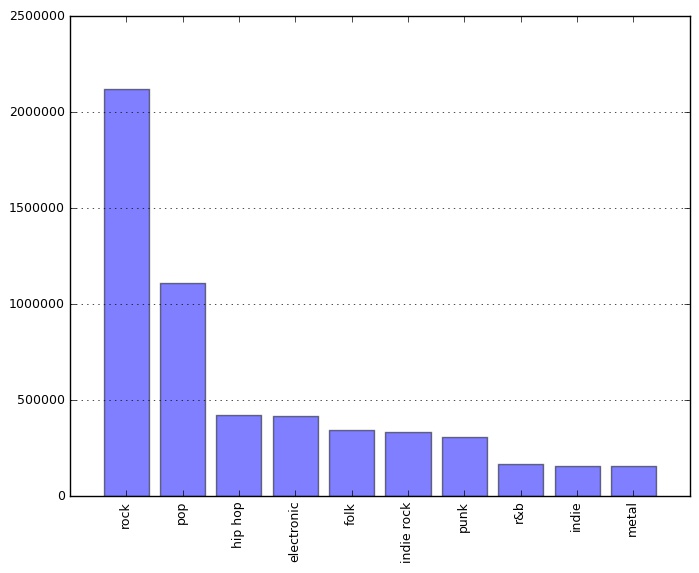 2500000
2000000
1500000
1000000
500000
0
rock
pop
hip hop
electronic
folk
indie rock
punk
r&b
indie
metal